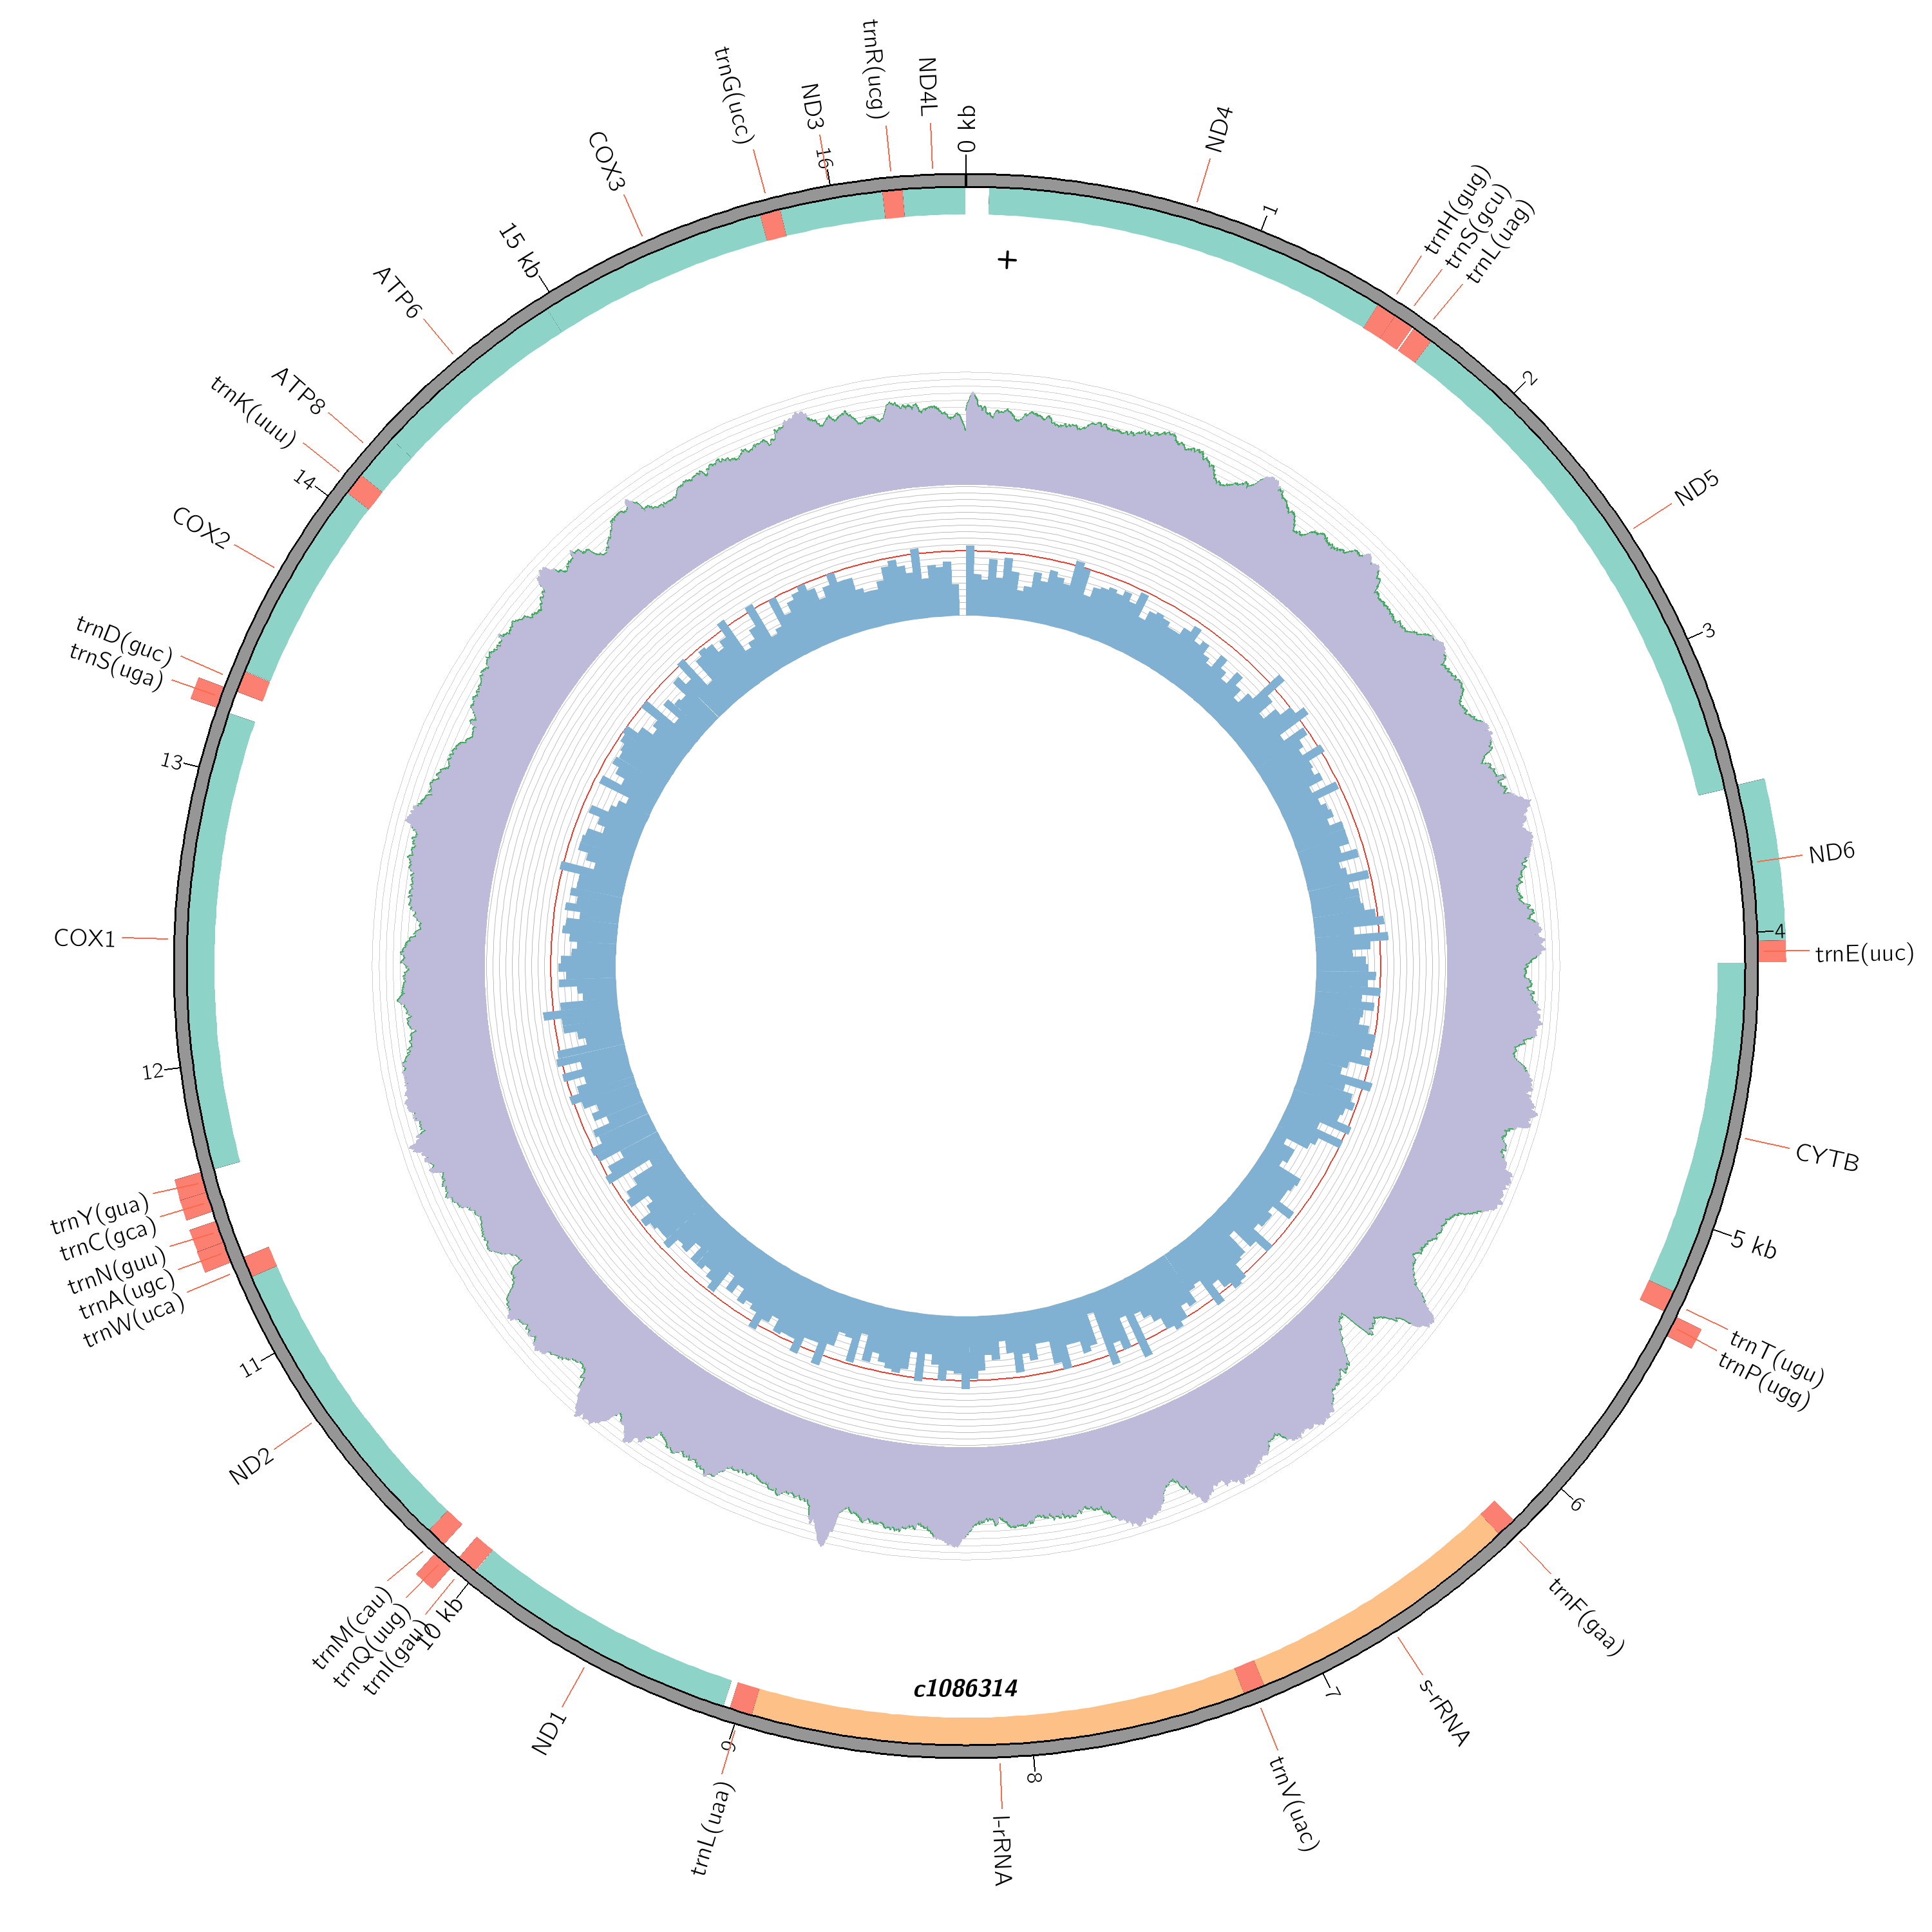 0 kb
ND4
1
trnH(gug)
trnS(gcu)
trnL(uag)
2
ND5
3
ND6
4
trnE(uuc)
CYTB
5 kb
trnT(ugu)
trnP(ugg)
6
trnF(gaa)
s-rRNA
7
trnV(uac)
8
l-rRNA
9
trnL(uaa)
ND1
10 kb
trnI(gau)
trnQ(uug)
trnM(cau)
ND2
11
trnW(uca)
trnA(ugc)
trnN(guu)
trnC(gca)
trnY(gua)
12
COX1
13
trnS(uga)
trnD(guc)
COX2
14
trnK(uuu)
ATP8
ATP6
15 kb
COX3
trnG(ucc)
16
ND3
trnR(ucg)
ND4L
+
c1086314